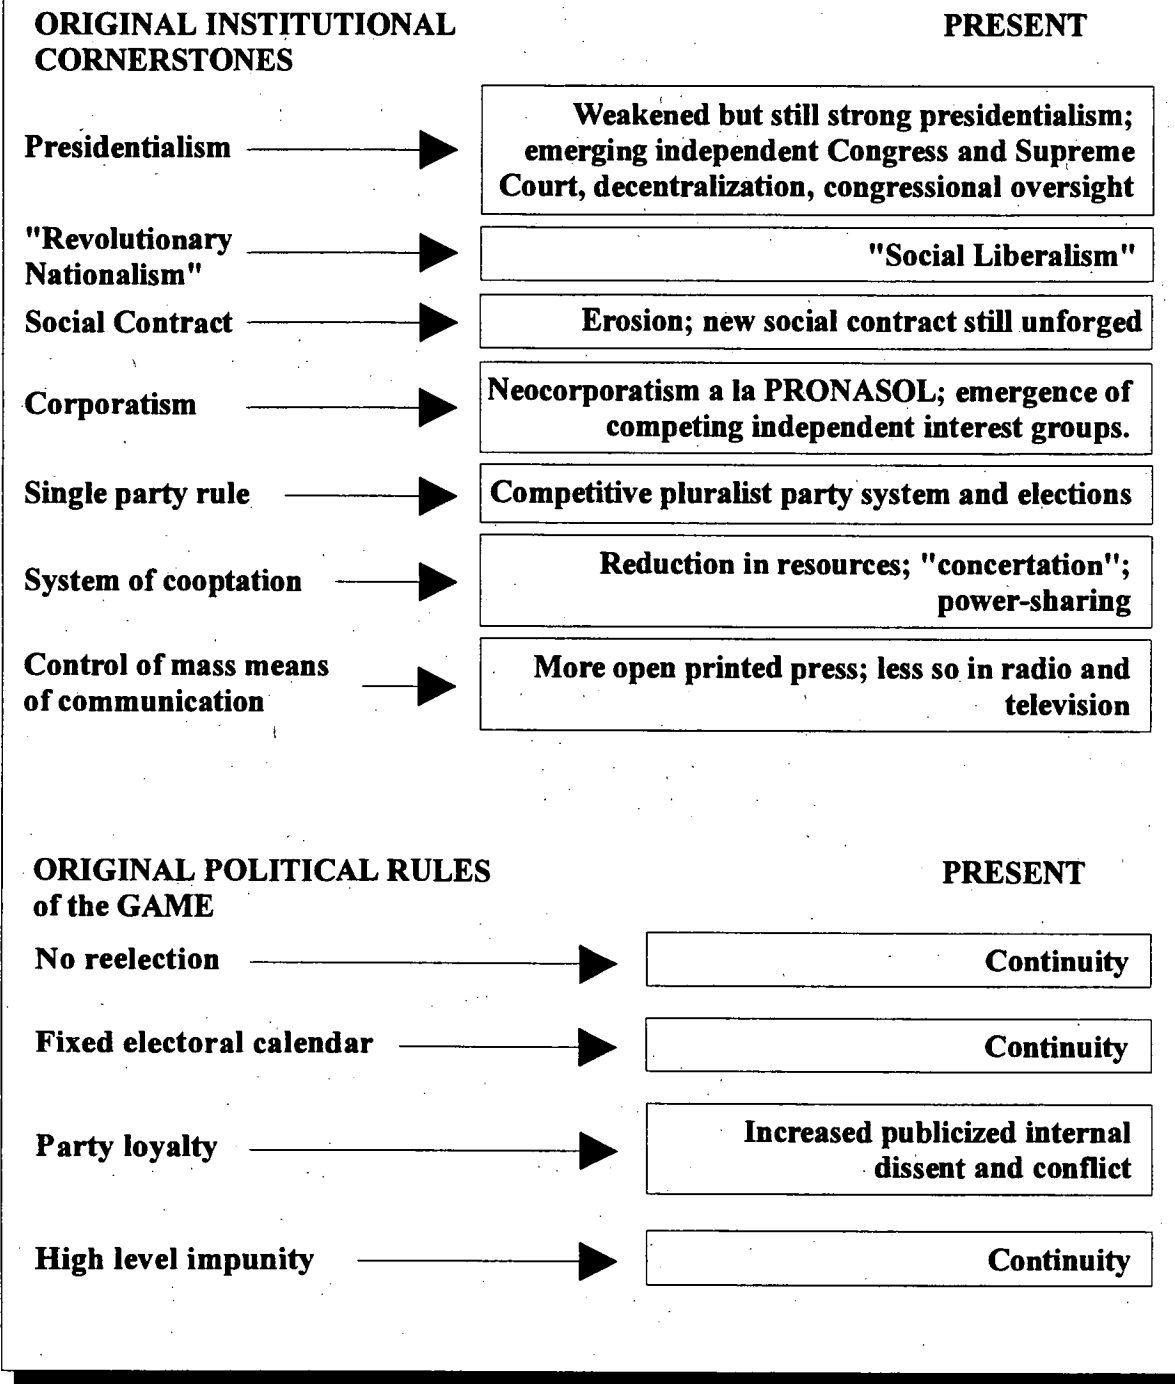 ORIGINAL INSTITUTIONAL
CORNERSTONES
PRESENT
Presidentialism
Weakened but still strong presidentialism;
emerging independent Congress and Supreme
Court, decentralization, congressional oversight
"Revolutionary
Nationalism"
"Social Liberalism"
Social Contract
Erosion; new social contract still unforged
Corporatism
Neocorporatism a la PRONASOL; emergence of
competing independent interest groups.
Single party rule
Competitive pluralist party system and elections
System of cooptation
Reduction in resources; "concertation";
power-sharing
Control of mass means
of communication
More open printed press; less so in radio and
television
ORIGINAL POLITICAL RULES
of the GAME
PRESENT
No reelection
Continuity
Fixed electoral calendar
Continuity
Party loyalty
Increased publicized internal
dissent and conflict
High level impunity
Continuity